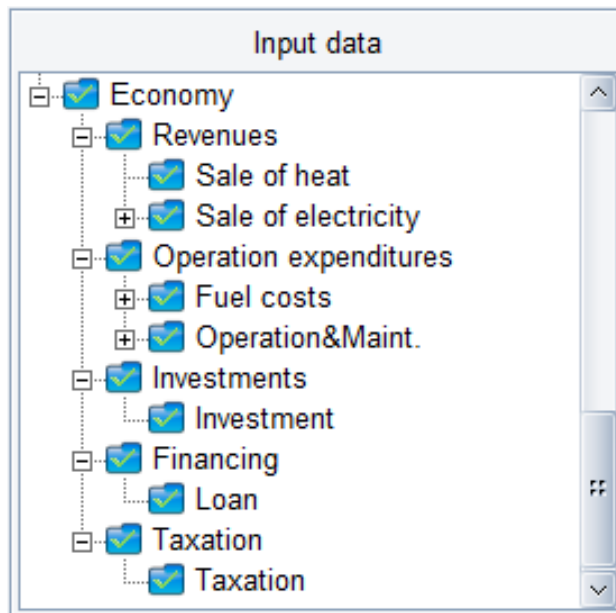 Input data
Economy
Revenues
Sale of heat
Sale of electricity
Operation expenditures
Fuel costs
Operation&Maint.
Investments
Investment
Financing
Loan
Taxation
Taxation